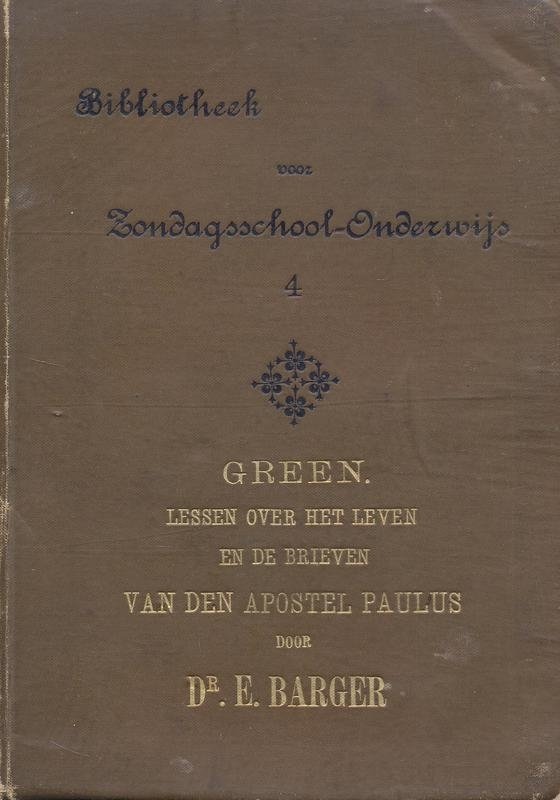 Bibliotheek
voor
Zondagsschool-Onderwijs
4
GREEN.
LESSEN OVER HET LEVEN
EN DE BRIEVEN
VAN DEN APOSTEL PAULUS
DOOR
DR. E. BARGER